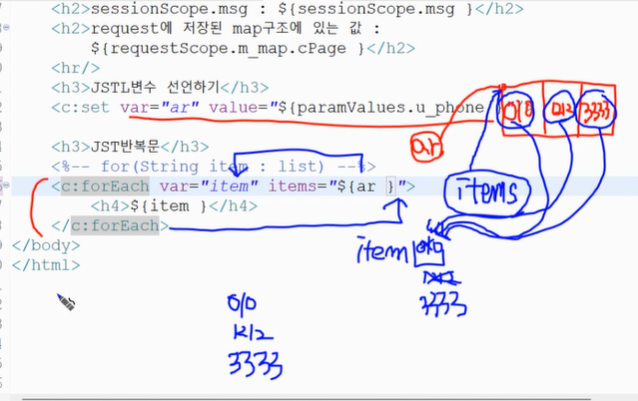 <h2>sessionScope.msg : ${sessionScope.msg }</h2>
<h2>request에 저장된 map구조에 있는 값 :
${requestScope.m_map.cPage }</h2>
<hr/>
<h3>JSTL변수 선언하기</h3>
<c:set var="ar" value="${paramValues.u_phone
010 012 3333
ar
<h3>JST반복문</h3>
<%-- for(String item : list) --%>
<c:forEach var="item" items="${ar }">
items
<h4>${item }</h4>
</c:forEach>
item
</body>
</html>
3333
010
012
3333